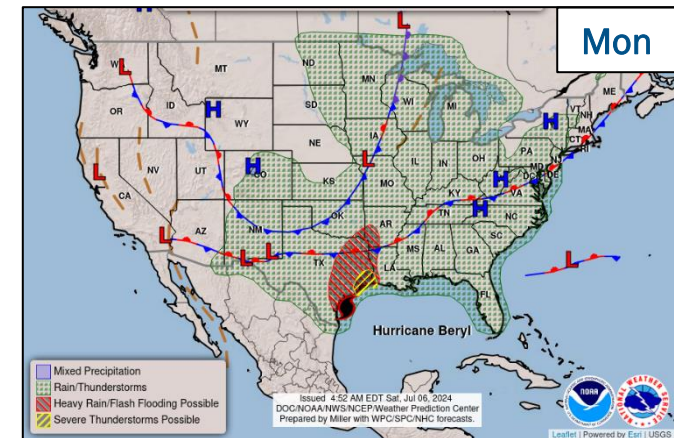 Mon
L
L
W
MT
ND
MN
ME
OR
ID
H
WY
SD
WI
MI
VT
NH
H
MA
CT
RI
NE
IA
PA
NJ
NV
UT
H
CO
L
IL
IN
OH
MD
DE
DC
H
L
CA
KS
MO
KY
VA
H
L
AZ
NM
OK
AR
TN
NC
SC
L
L
TX
MS
AL
GA
LA
L
FL
Hurricane Beryl
Mixed Precipitation
Rain/Thunderstorms
Heavy Rain/Flash Flooding Possible
Severe Thunderstorms Possible
Issued 4:52 AM EDT Sat, Jul 06, 2024
DOC/NOAA/NWS/NCEP/Weather Prediction Center
Prepared by Miller with WPC/SPC/NHC forecasts.
NOAA
NATIONAL WEATHER SERVICE
Leaflet | Powered by Esri | USGS